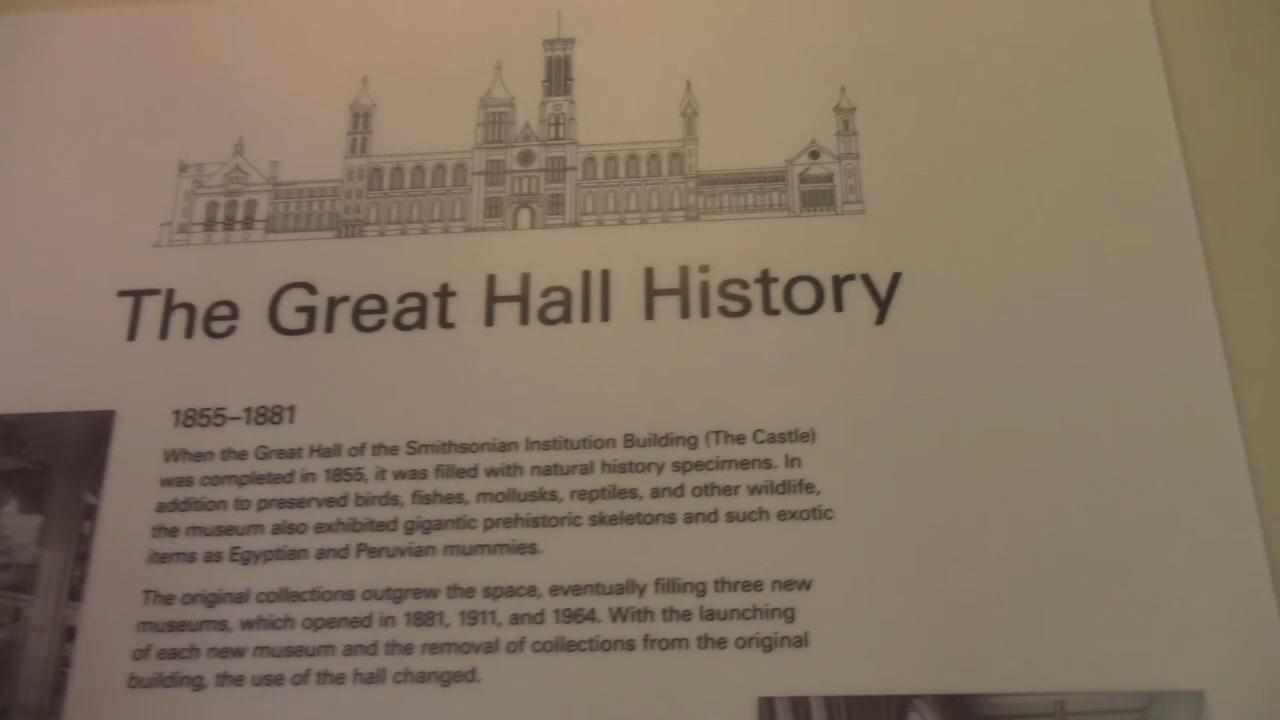 The Great Hall History
1855–1881
When the Great Hall of the Smithsonian Institution Building (The Castle)
was completed in 1855, it was filled with natural history specimens. In
addition to preserved birds, fishes, mollusks, reptiles, and other wildlife,
the museum also exhibited gigantic prehistoric skeletons and such exotic
items as Egyptian and Peruvian mummies.
The original collections outgrew the space, eventually filling three new
museums, which opened in 1881, 1911, and 1964. With the launching
of each new museum and the removal of collections from the original
building, the use of the hall changed.